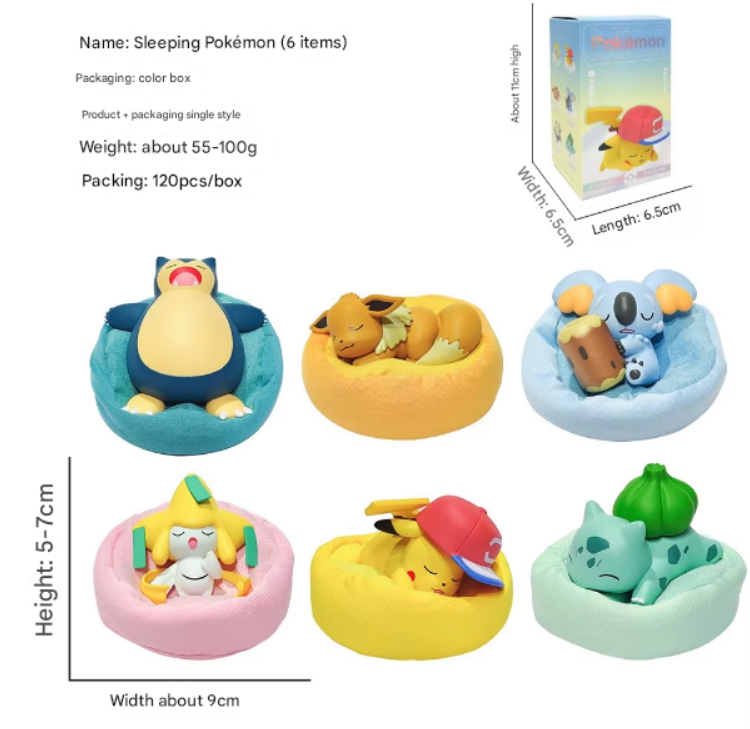 Name: Sleeping Pokémon (6 items)
Packaging: color box
Product + packaging single style
Weight: about 55-100g
Packing: 120pcs/box
About 11cm high
Pokémon
Width: 6.5cm
Length: 6.5cm
Height: 5-7cm
Width about 9cm